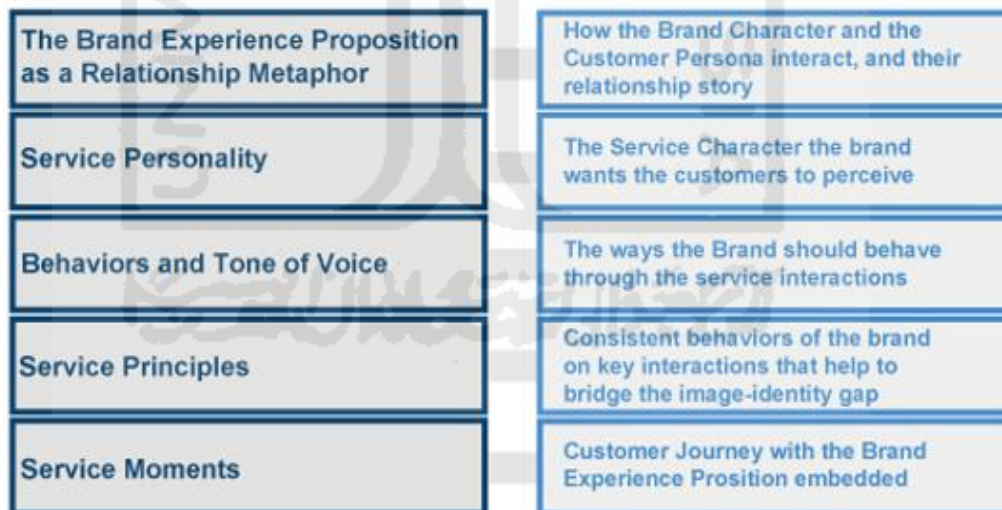 The Brand Experience Proposition
as a Relationship Metaphor
How the Brand Character and the
Customer Persona interact, and their
relationship story
Service Personality
The Service Character the brand
wants the customers to perceive
Behaviors and Tone of Voice
The ways the Brand should behave
through the service interactions
Service Principles
Consistent behaviors of the brand
on key interactions that help to
bridge the image-identity gap
Service Moments
Customer Journey with the Brand
Experience Prosition embedded